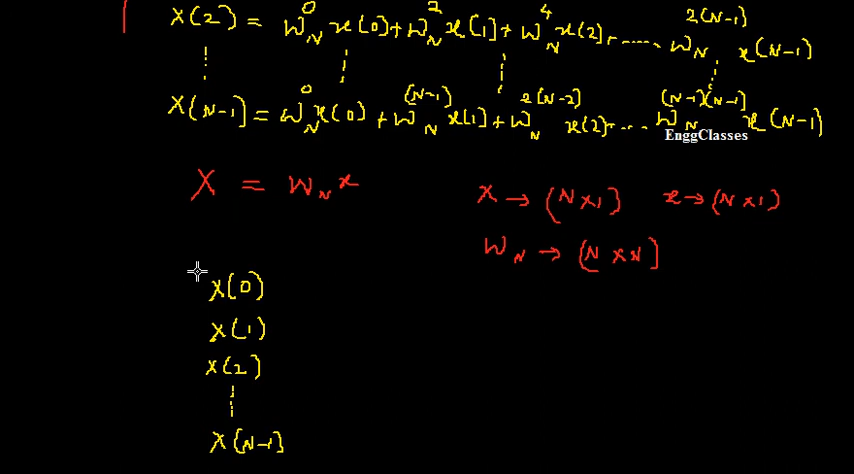 X(2) = W_N^0 x(0) + W_N^2 x(1) + W_N^4 x(2) + ...... W_N^{2(N-1)} x(N-1)
X(N-1) = W_N^0 x(0) + W_N^{(N-1)} x(1) + W_N^{2(N-2)} x(2) + .... W_N^{(N-1)(N-1)} x(N-1)
EnggClasses
X = W_N x
X → (N×1) x → (N×1)
W_N → (N×N)
X(0)
X(1)
X(2)
X(N-1)